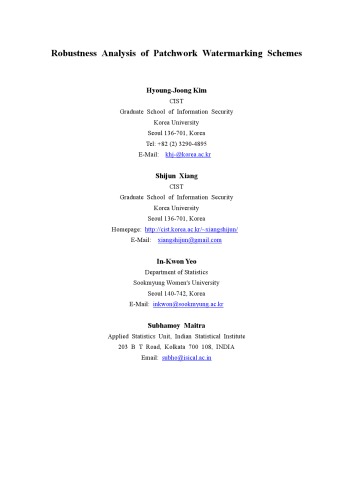 Robustness Analysis of Patchwork Watermarking Schemes
Hyoung-Joong Kim
CIST
Graduate School of Information Security
Korea University
Seoul 136-701, Korea
Tel: +82 (2) 3290-4895
E-Mail: khj-@korea.ac.kr
Shijun Xiang
CIST
Graduate School of Information Security
Korea University
Seoul 136-701, Korea
Homepage: http://cist.korea.ac.kr/~xiangshijun/
E-Mail: xiangshijun@gmail.com
In-Kwon Yeo
Department of Statistics
Sookmyung Women's University
Seoul 140-742, Korea
E-Mail: inkwon@sookmyung.ac.kr
Subhamoy Maitra
Applied Statistics Unit, Indian Statistical Institute
203 B T Road, Kolkata 700 108, INDIA
Email: subho@isical.ac.in